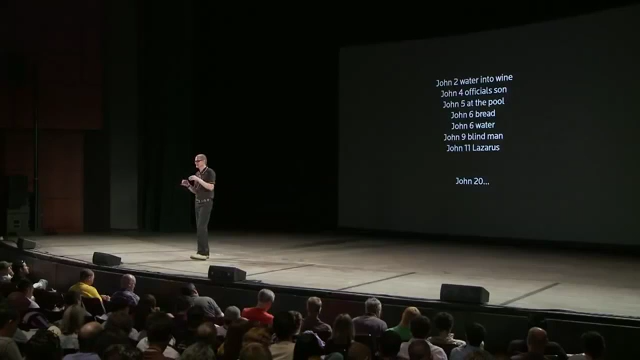 John 2 water into wine
John 4 officials son
John 5 at the pool
John 6 bread
John 6 water
John 9 blind man
John 11 Lazarus
John 20...